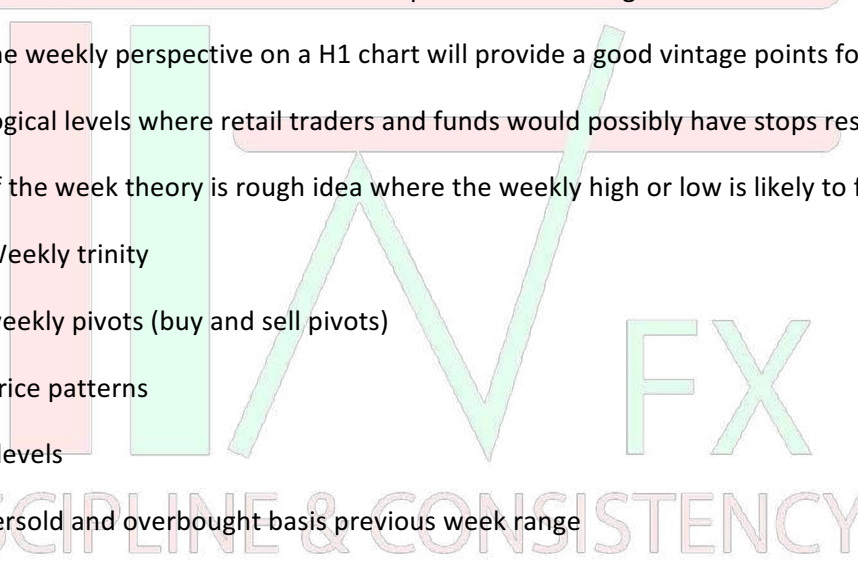 he weekly perspective on a H1 chart will provide a good vintage points fo
ogical levels where retail traders and funds would possibly have stops res
f the week theory is rough idea where the weekly high or low is likely to f
Weekly trinity
weekly pivots (buy and sell pivots)
rice patterns
levels
FX
ersold and overbought basis previous week range
SCIPLINE & CONSISTENCY